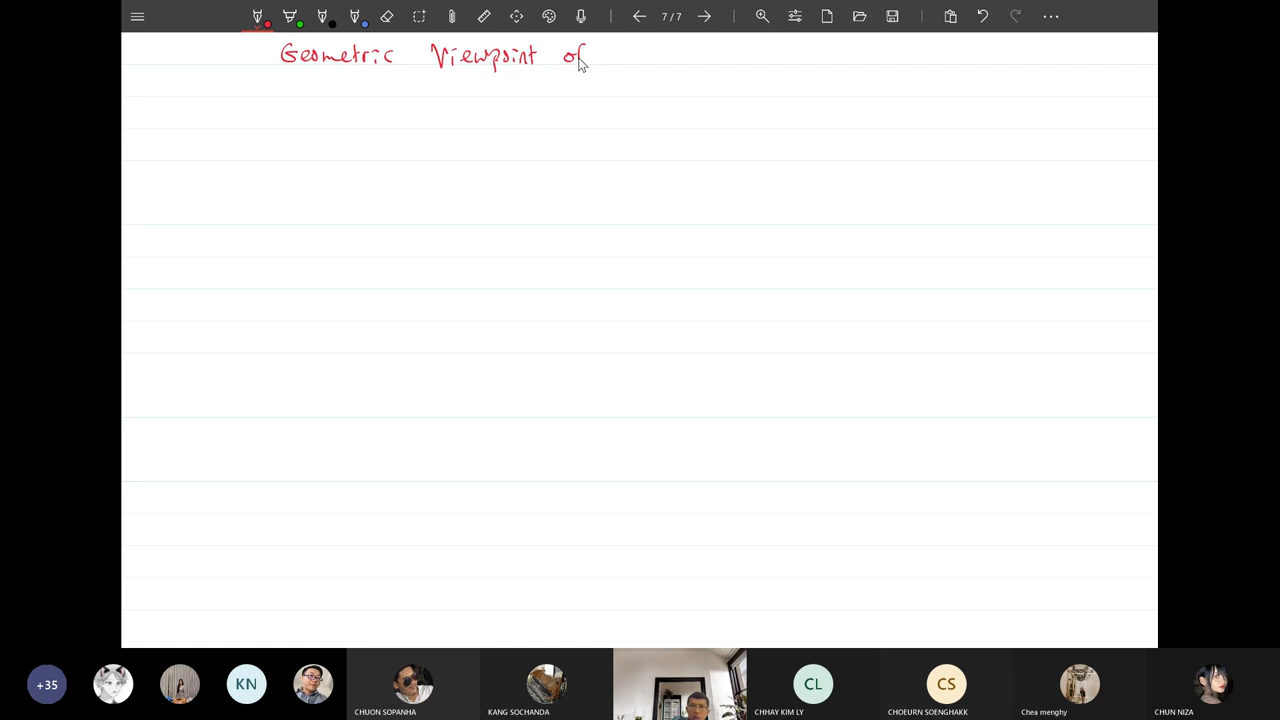 7/7
Geometric Viewpoint of
+35
KN
CL
CS
CHUON SOPANHA
KANG SOCHANDA
CHHAY KIM LY
CHOEURN SOENGHAKK
Chea menghy
CHUN NIZA